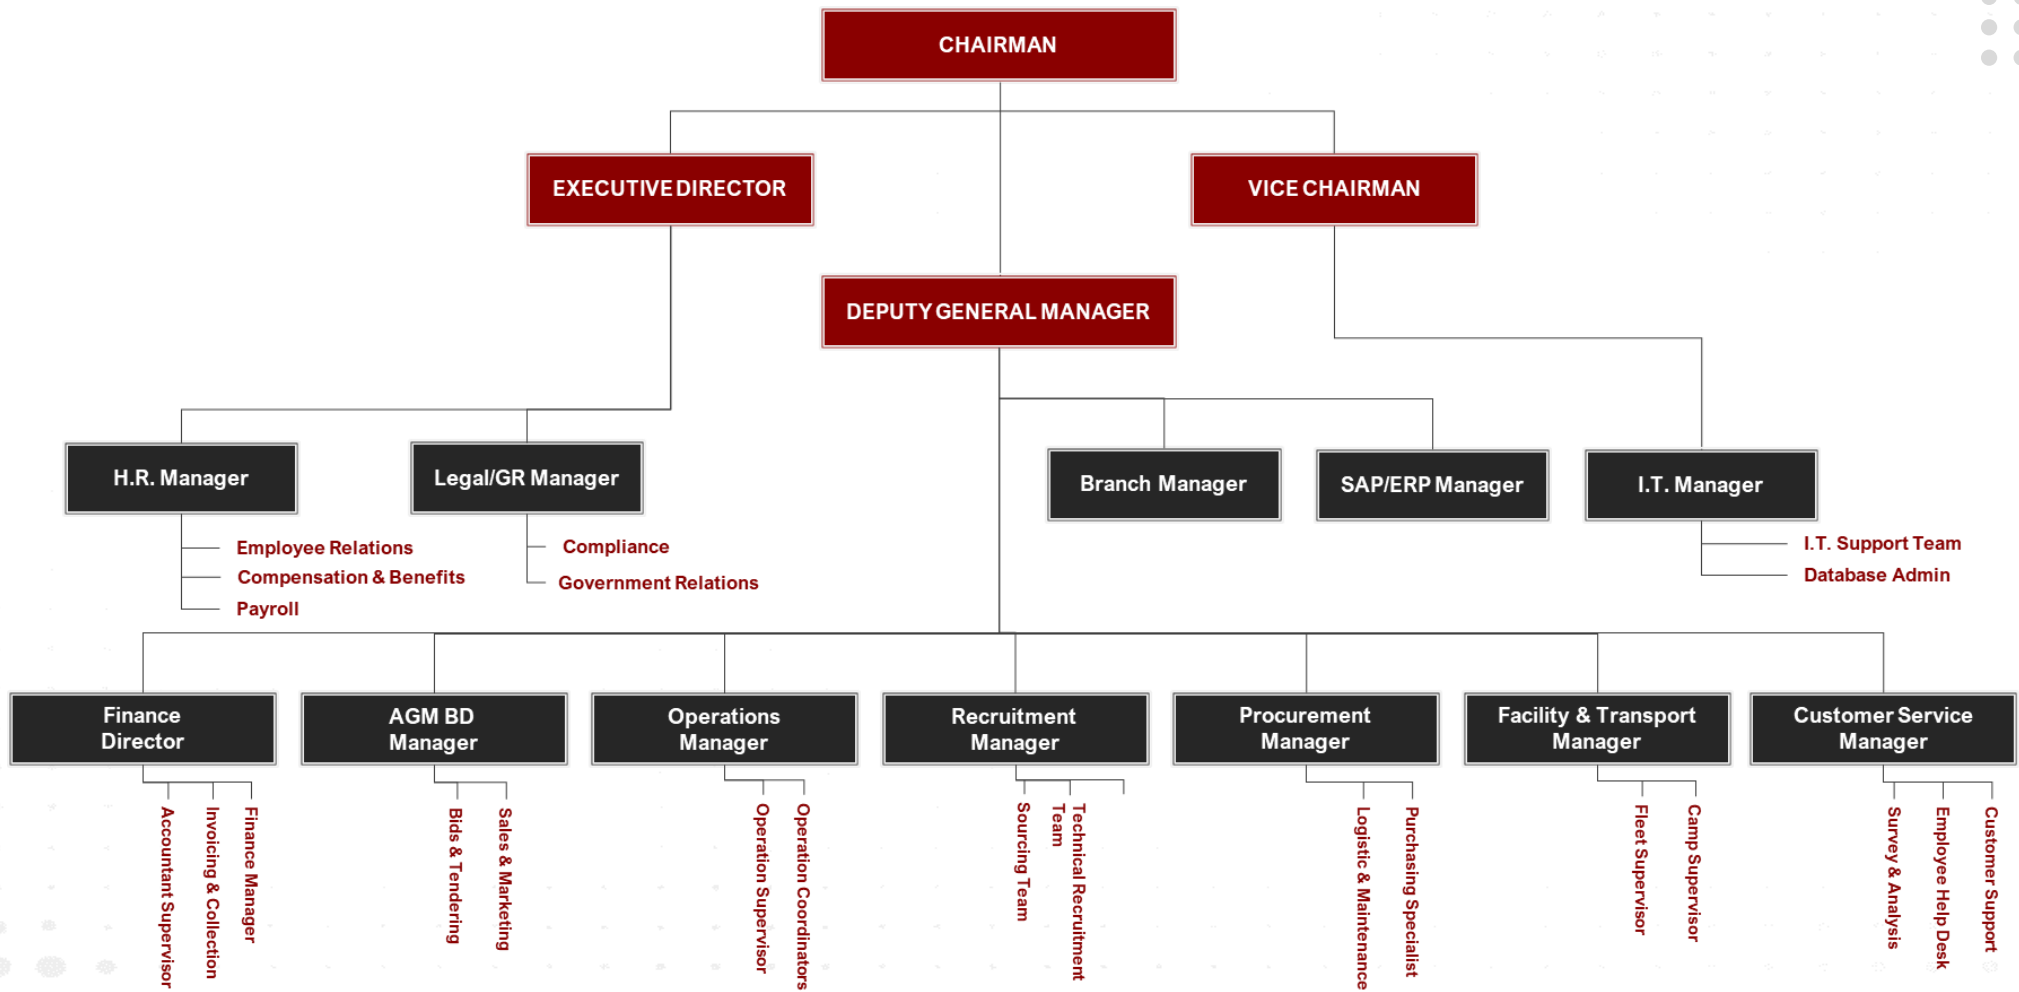 CHAIRMAN
EXECUTIVE DIRECTOR
VICE CHAIRMAN
DEPUTY GENERAL MANAGER
H.R. Manager
Legal/GR Manager
Branch Manager
SAP/ERP Manager
I.T. Manager
Employee Relations
Compensation & Benefits
Payroll
Compliance
Government Relations
I.T. Support Team
Database Admin
Finance
Director
AGM BD
Manager
Operations
Manager
Recruitment
Manager
Procurement
Manager
Facility & Transport
Manager
Customer Service
Manager
Accountant Supervisor
Invoicing & Collection
Finance Manager
Bids & Tendering
Sales & Marketing
Operation Supervisor
Operation Coordinators
Sourcing Team
Technical Recruitment
Team
Logistic & Maintenance
Purchasing Specialist
Fleet Supervisor
Camp Supervisor
Survey & Analysis
Employee Help Desk
Customer Support